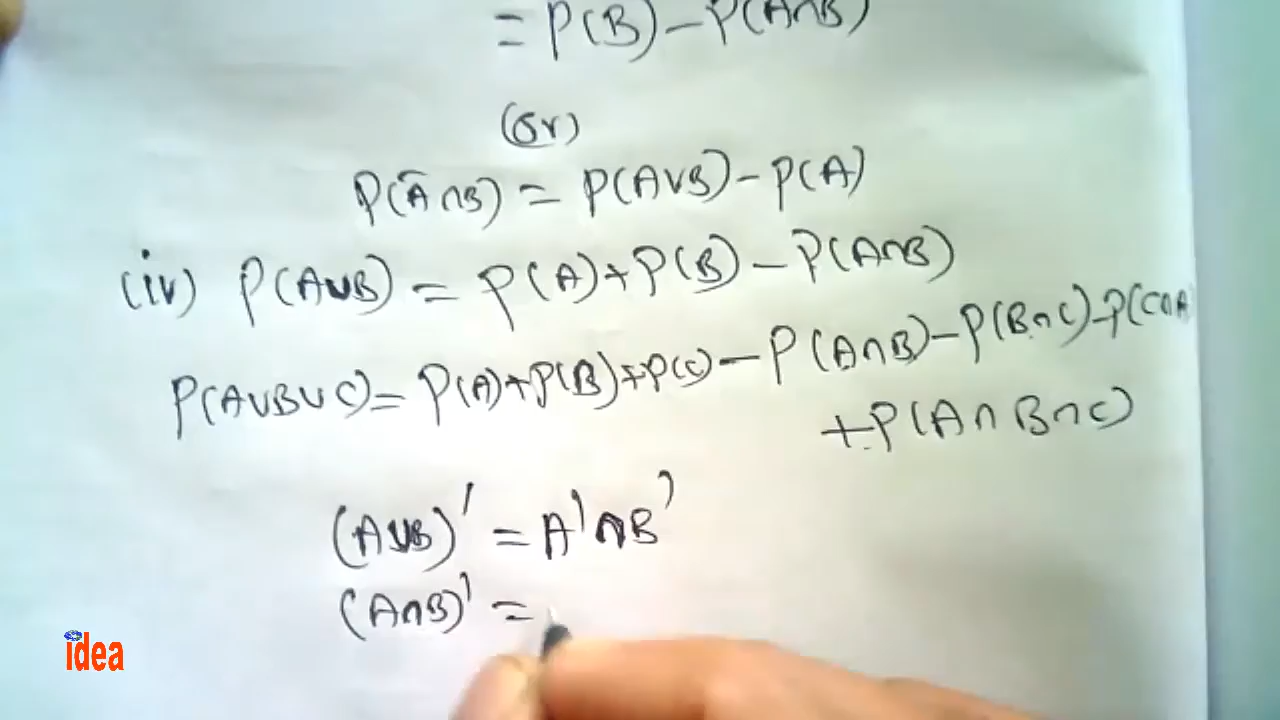 = P(B) - P(A∩B)
(or)
P(Ā∩B) = P(A∪B) - P(A)
(iv) P(A∪B) = P(A) + P(B) - P(A∩B)
P(A∪B∪C) = P(A) + P(B) + P(C) - P(A∩B) - P(B∩C) - P(C∩A)
+ P(A∩B∩C)
(A∪B)' = A'∩B'
(A∩B)' =
idea